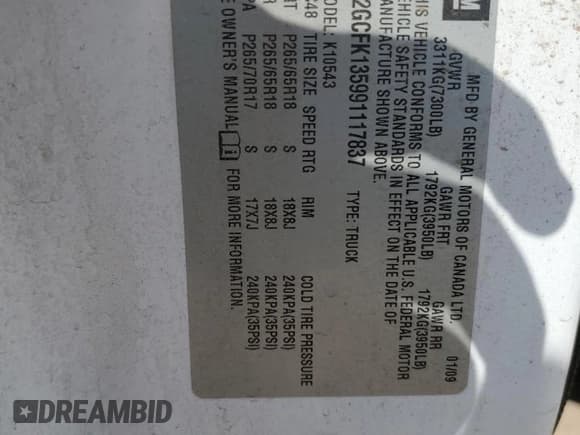 GM
MFD BY GENERAL MOTORS OF CANADA LTD.
01/09
GVWR GAWR FRT GAWR RR
3311KG(7300LB) 1792KG(3950LB) 1792KG(3950LB)
THIS VEHICLE CONFORMS TO ALL APPLICABLE U.S. FEDERAL MOTOR
VEHICLE SAFETY STANDARDS IN EFFECT ON THE DATE OF
MANUFACTURE SHOWN ABOVE.
2GCFK135991117837 TYPE: TRUCK
MODEL: K10543
TIRE SIZE SPEED RTG RIM COLD TIRE PRESSURE
P265/65R18 S 18X8J 240KPA(35PSI)
P265/65R18 S 18X8J 240KPA(35PSI)
P265/70R17 S 17X7J 240KPA(35PSI)
OWNER'S MANUAL FOR MORE INFORMATION.
DREAMBID